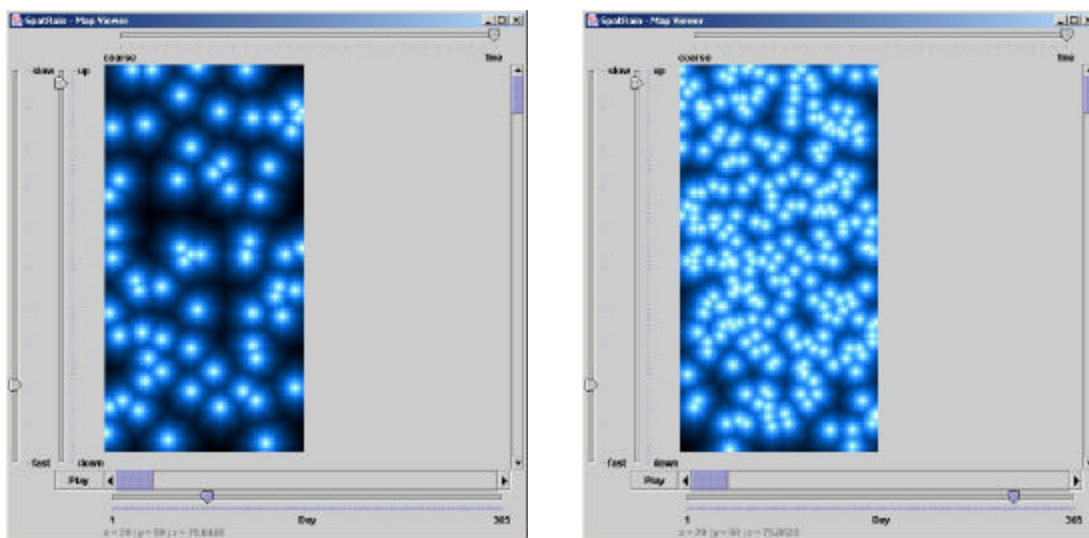 SpatRain - Map Viewer
coarse fine
slow up
fast down
Play
1 Day 365
SpatRain - Map Viewer
coarse fine
slow up
fast down
Play
1 Day 365